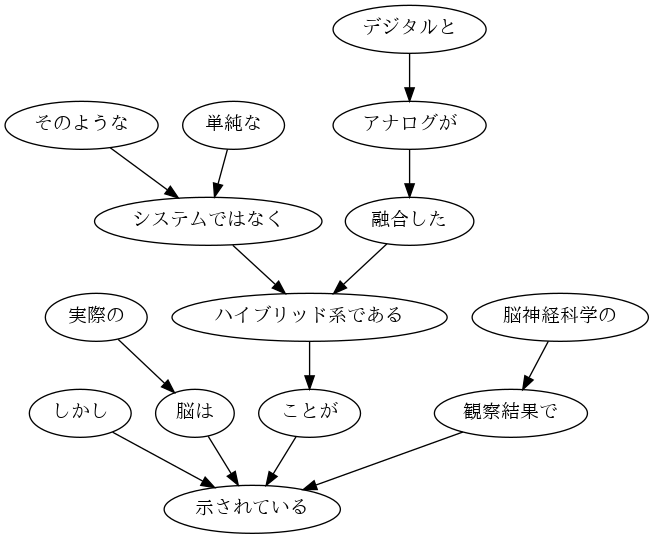 デジタルと
そのような 単純な アナログが
システムではなく 融合した
実際の ハイブリッド系である 脳神経科学の
しかし 脳は ことが 観察結果で
示されている